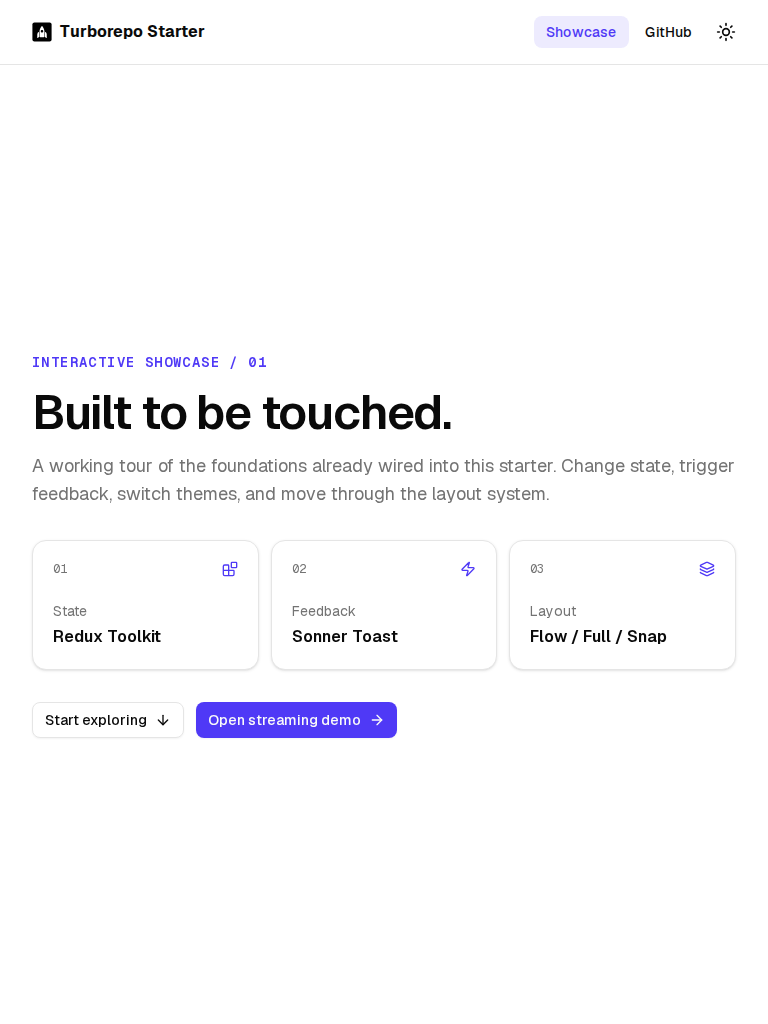 Turborepo Starter
Showcase
GitHub
INTERACTIVE SHOWCASE / 01
Built to be touched.
A working tour of the foundations already wired into this starter. Change state, trigger
feedback, switch themes, and move through the layout system.
01
State
Redux Toolkit
02
Feedback
Sonner Toast
03
Layout
Flow / Full / Snap
Start exploring
Open streaming demo